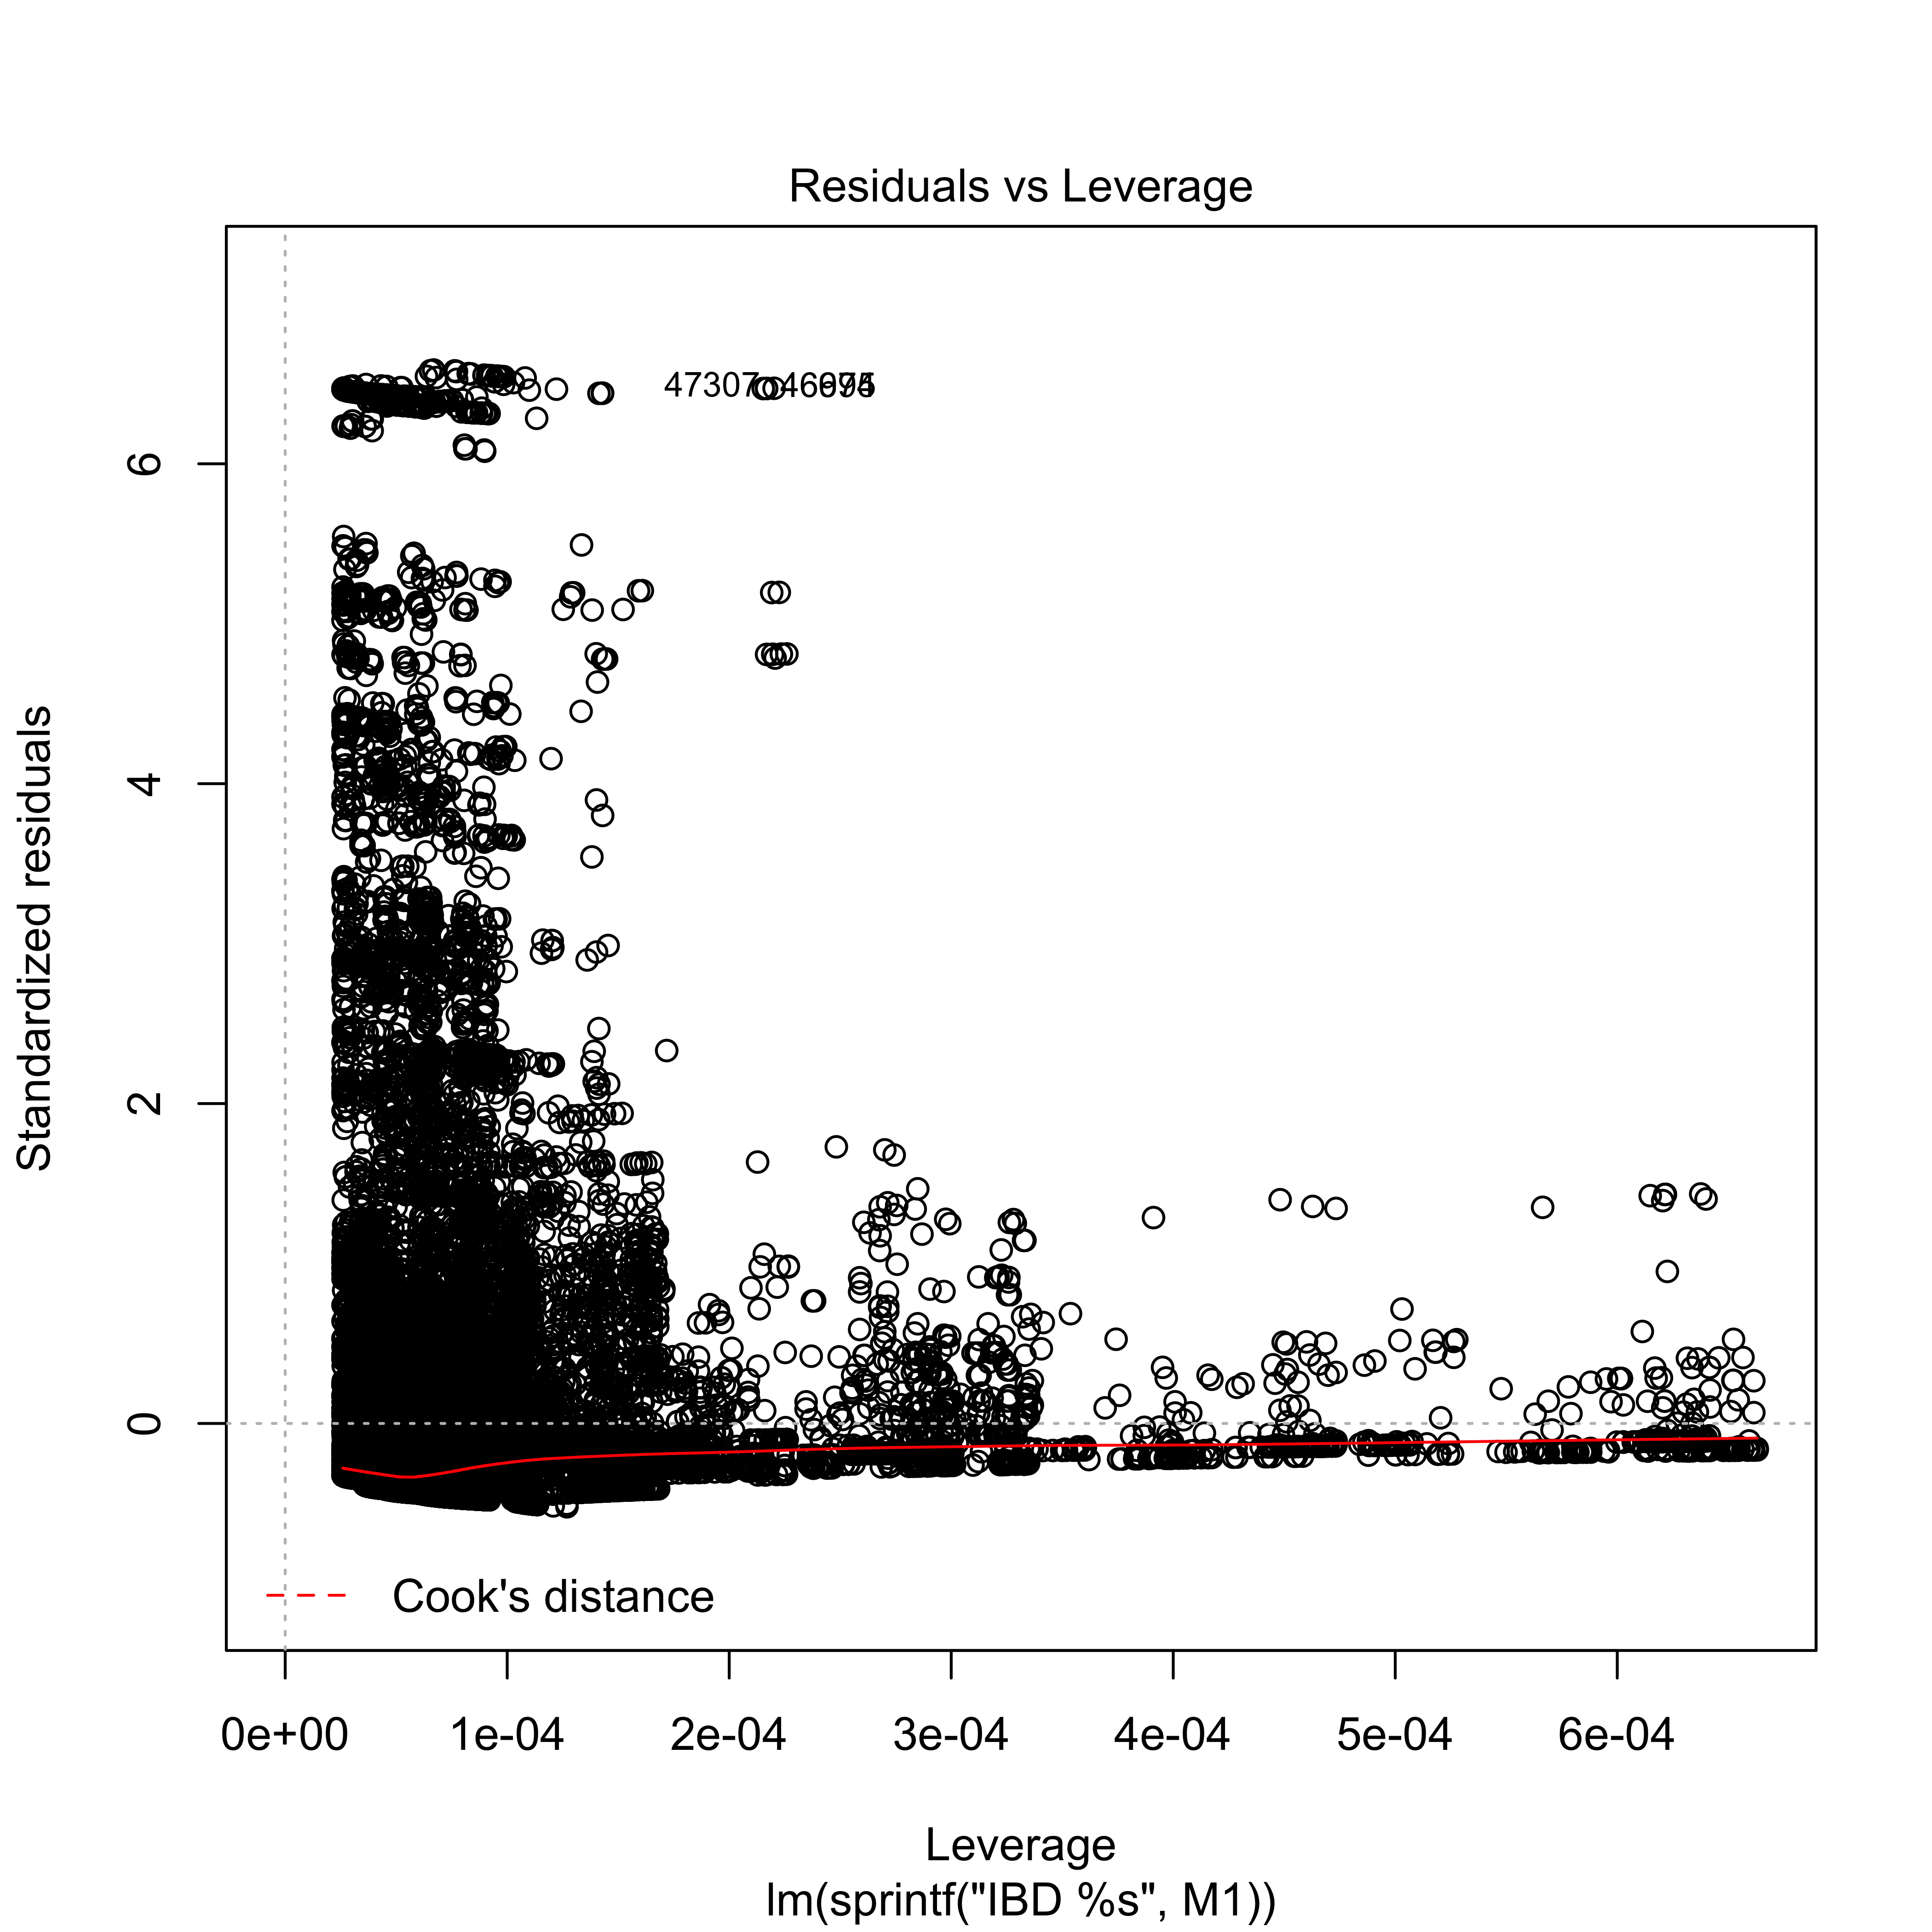 Residuals vs Leverage
47307
Standardized residuals
0
2
4
6
Cook's distance
0e+00 1e-04 2e-04 3e-04 4e-04 5e-04 6e-04
Leverage
lm(sprintf("IBD %s", M1))